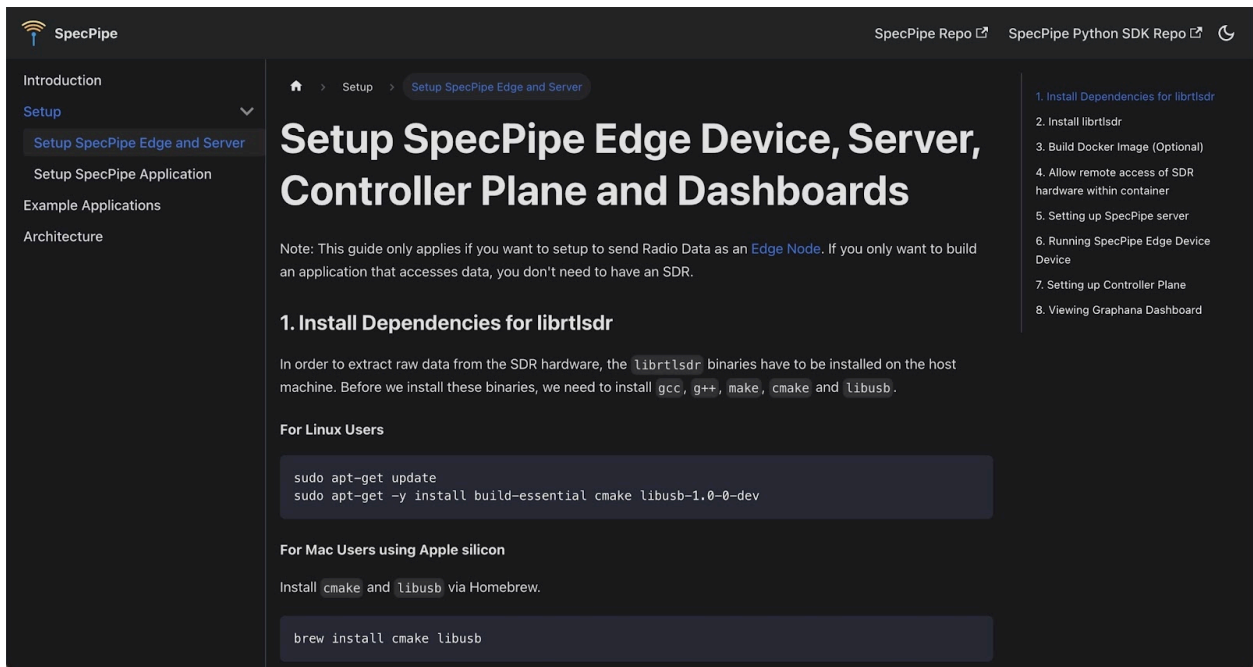 SpecPipe
SpecPipe Repo
SpecPipe Python SDK Repo
Introduction
Setup
Setup SpecPipe Edge and Server
Setup SpecPipe Application
Example Applications
Architecture
Setup
Setup SpecPipe Edge and Server
Setup SpecPipe Edge Device, Server,
Controller Plane and Dashboards
Note: This guide only applies if you want to setup to send Radio Data as an Edge Node. If you only want to build
an application that accesses data, you don't need to have an SDR.
1. Install Dependencies for librtlsdr
In order to extract raw data from the SDR hardware, the librtlsdr binaries have to be installed on the host
machine. Before we install these binaries, we need to install gcc, g++, make, cmake and libusb.
For Linux Users
sudo apt-get update
sudo apt-get -y install build-essential cmake libusb-1.0-0-dev
For Mac Users using Apple silicon
Install cmake and libusb via Homebrew.
brew install cmake libusb
1. Install Dependencies for librtlsdr
2. Install librtlsdr
3. Build Docker Image (Optional)
4. Allow remote access of SDR
hardware within container
5. Setting up SpecPipe server
6. Running SpecPipe Edge Device
Device
7. Setting up Controller Plane
8. Viewing Graphana Dashboard